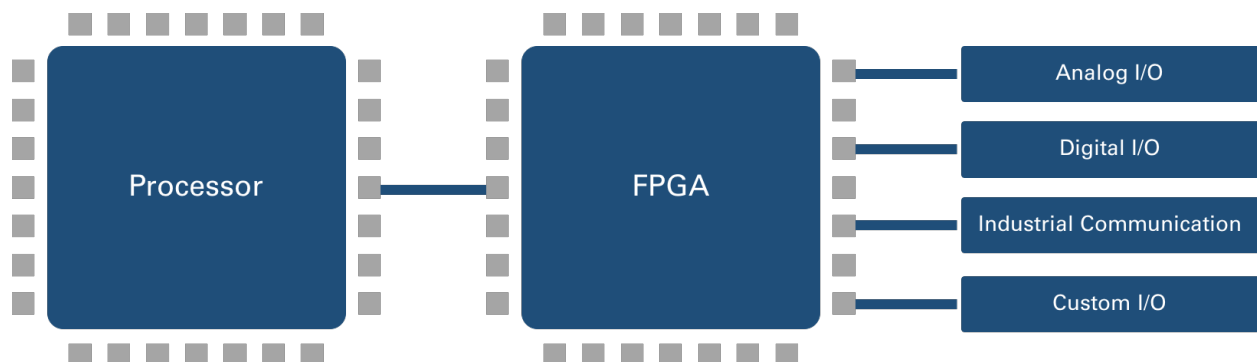 Processor
FPGA
Analog I/O
Digital I/O
Industrial Communication
Custom I/O